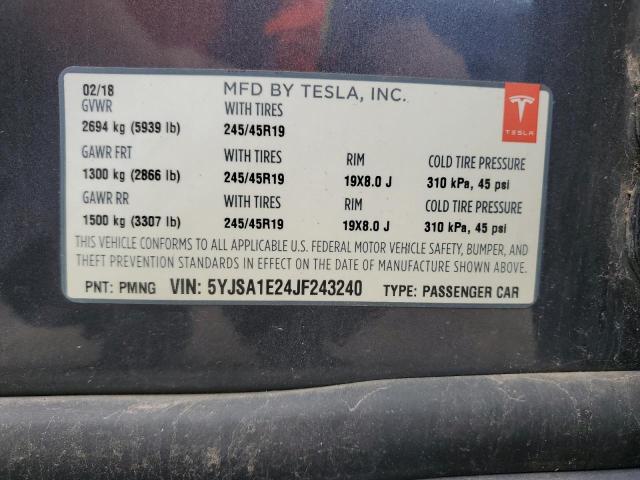 02/18 MFD BY TESLA, INC.
GVWR WITH TIRES
2694 kg (5939 lb) 245/45R19
TESLA
GAWR FRT WITH TIRES RIM COLD TIRE PRESSURE
1300 kg (2866 lb) 245/45R19 19X8.0 J 310 kPa, 45 psi
GAWR RR WITH TIRES RIM COLD TIRE PRESSURE
1500 kg (3307 lb) 245/45R19 19X8.0 J 310 kPa, 45 psi
THIS VEHICLE CONFORMS TO ALL APPLICABLE U.S. FEDERAL MOTOR VEHICLE SAFETY, BUMPER, AND
THEFT PREVENTION STANDARDS IN EFFECT ON THE DATE OF MANUFACTURE SHOWN ABOVE.
PNT: PMNG VIN: 5YJSA1E24JF243240 TYPE: PASSENGER CAR